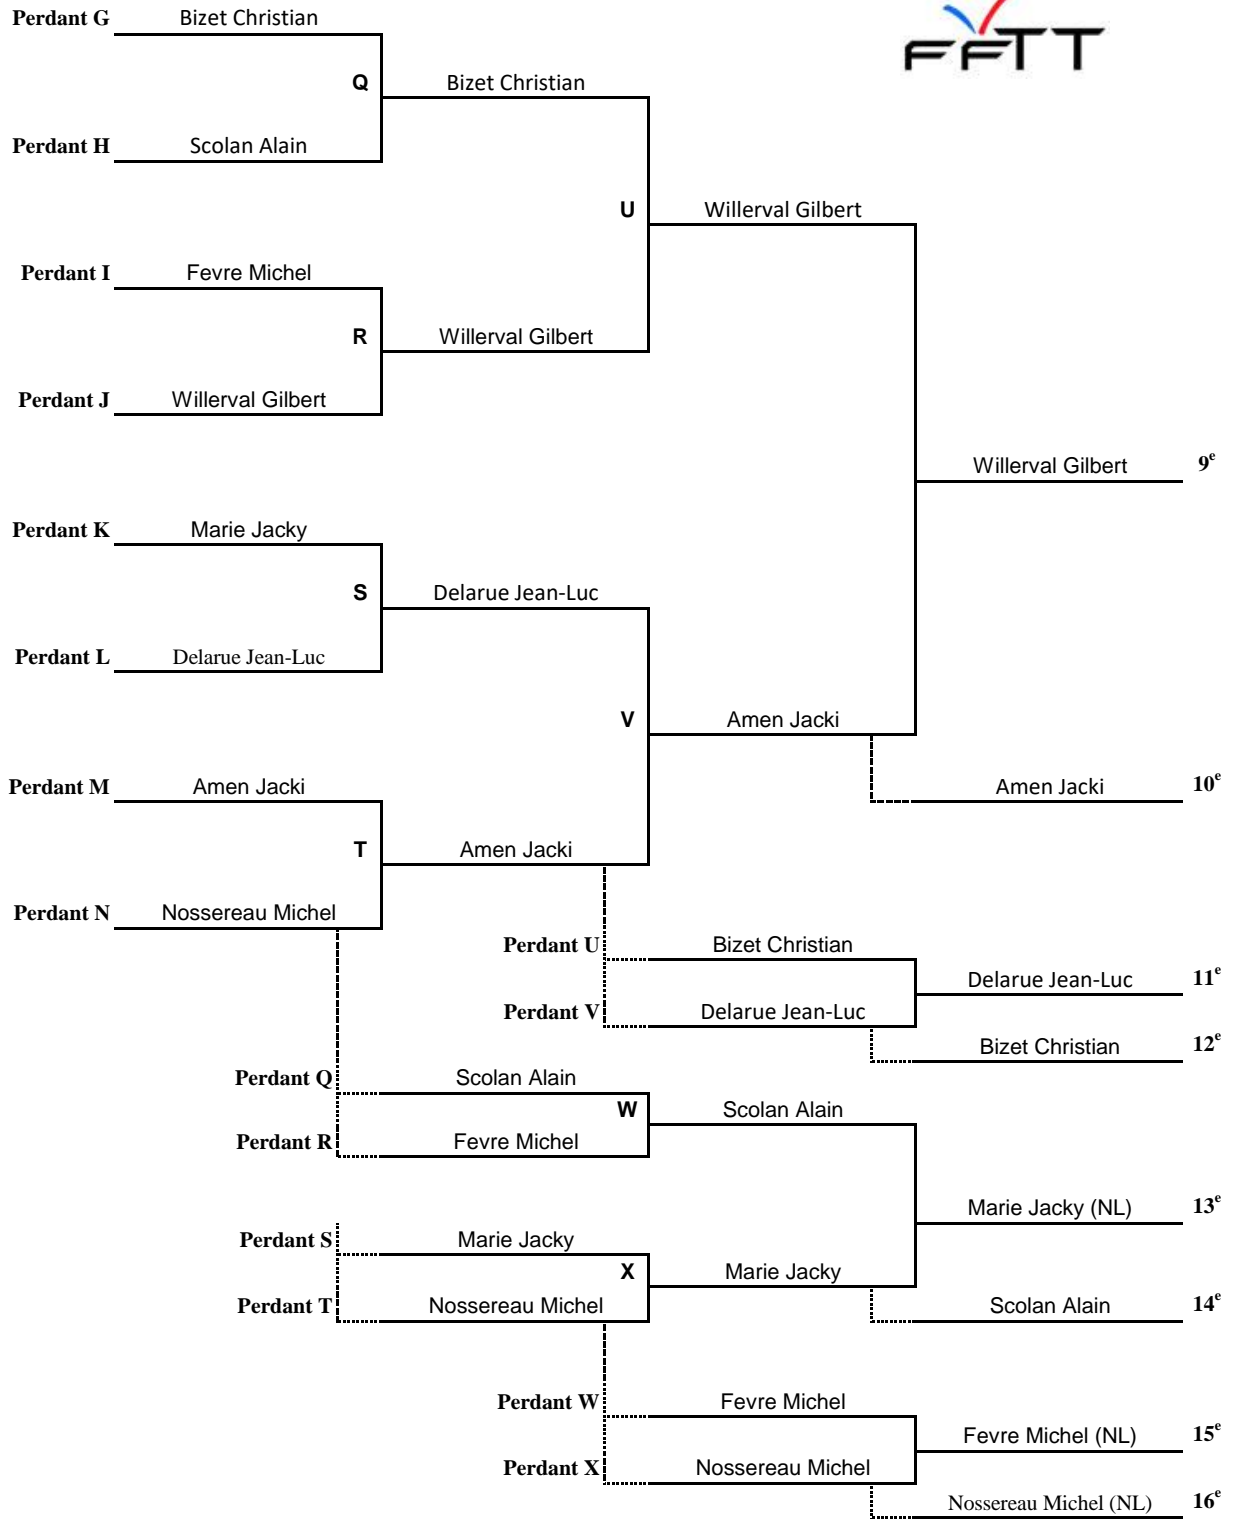 Perdant G Bizet Christian
FFTT
Q Bizet Christian
Perdant H Scolan Alain
U Willerval Gilbert
Perdant I Fevre Michel
R Willerval Gilbert
Perdant J Willerval Gilbert
Willerval Gilbert 9e
Perdant K Marie Jacky
S Delarue Jean-Luc
Perdant L Delarue Jean-Luc
V Amen Jacki
Perdant M Amen Jacki
Amen Jacki 10e
T Amen Jacki
Perdant N Nossereau Michel
Perdant U Bizet Christian
Delarue Jean-Luc 11e
Perdant V Delarue Jean-Luc
Bizet Christian 12e
Perdant Q Scolan Alain
W Scolan Alain
Perdant R Fevre Michel
Marie Jacky (NL) 13e
Perdant S Marie Jacky
X Marie Jacky
Perdant T Nossereau Michel
Scolan Alain 14e
Perdant W Fevre Michel
Fevre Michel (NL) 15e
Perdant X Nossereau Michel
Nossereau Michel (NL) 16e